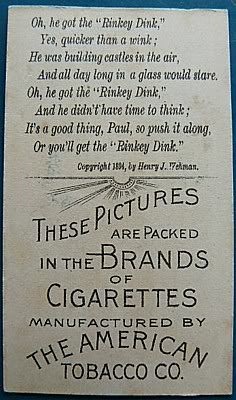 Oh, he got the "Rinkey Dink,"
Yes, quicker than a wink;
He was building castles in the air,
And all day long in a glass would stare.
Oh, he got the "Rinkey Dink,"
And he didn't have time to think;
It's a good thing, Paul, so push it along,
Or you'll get the "Rinkey Dink."
Copyright 1894, by Henry J. Wehman.
THESE PICTURES
ARE PACKED
IN THE BRANDS
OF
CIGARETTES
MANUFACTURED BY
THE AMERICAN
TOBACCO CO.